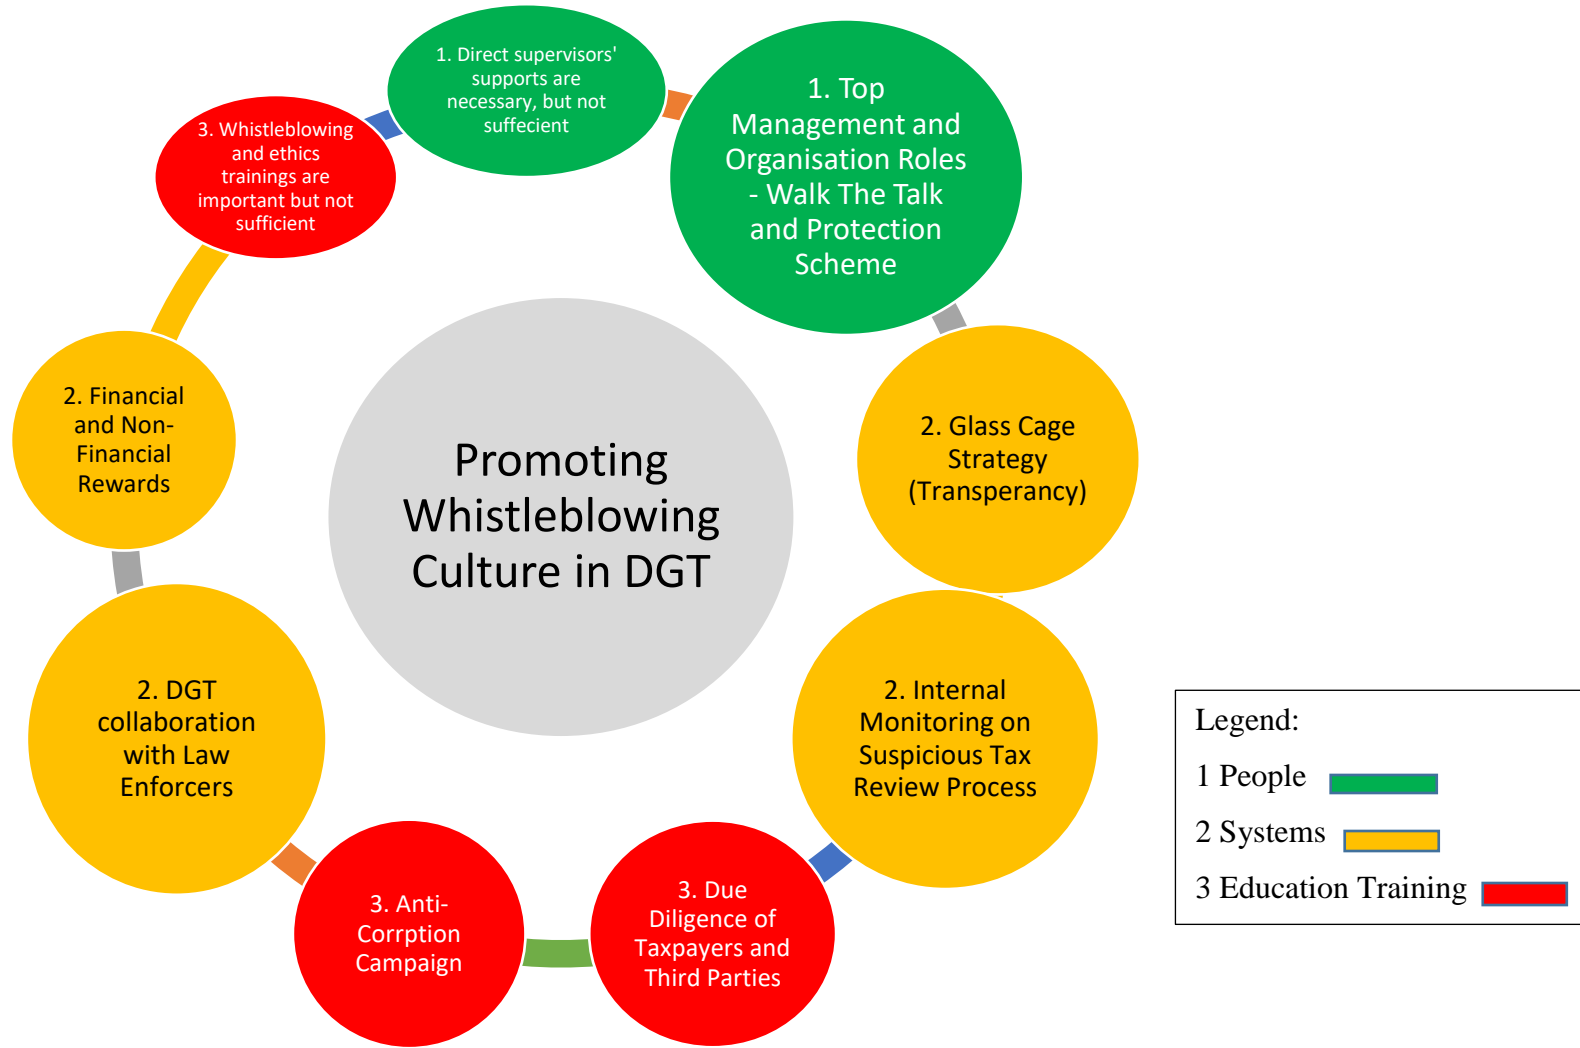 1. Direct supervisors'
supports are
necessary, but not
suffecient
1. Top
Management and
Organisation Roles
- Walk The Talk
and Protection
Scheme
2. Glass Cage
Strategy
(Transperancy)
2. Internal
Monitoring on
Suspicious Tax
Review Process
3. Due
Diligence of
Taxpayers and
Third Parties
3. Anti-
Corrption
Campaign
2. DGT
collaboration
with Law
Enforcers
2. Financial
and Non-
Financial
Rewards
3. Whistleblowing
and ethics
trainings are
important but not
sufficient
Promoting
Whistleblowing
Culture in DGT
Legend:
1 People
2 Systems
3 Education Training